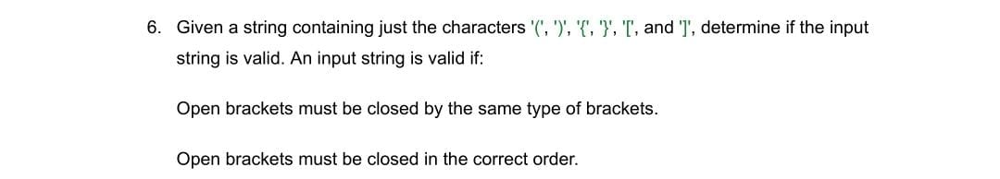 6. Given a string containing just the characters '(', ')', '{', '}', '[', and ']', determine if the input
string is valid. An input string is valid if:
Open brackets must be closed by the same type of brackets.
Open brackets must be closed in the correct order.